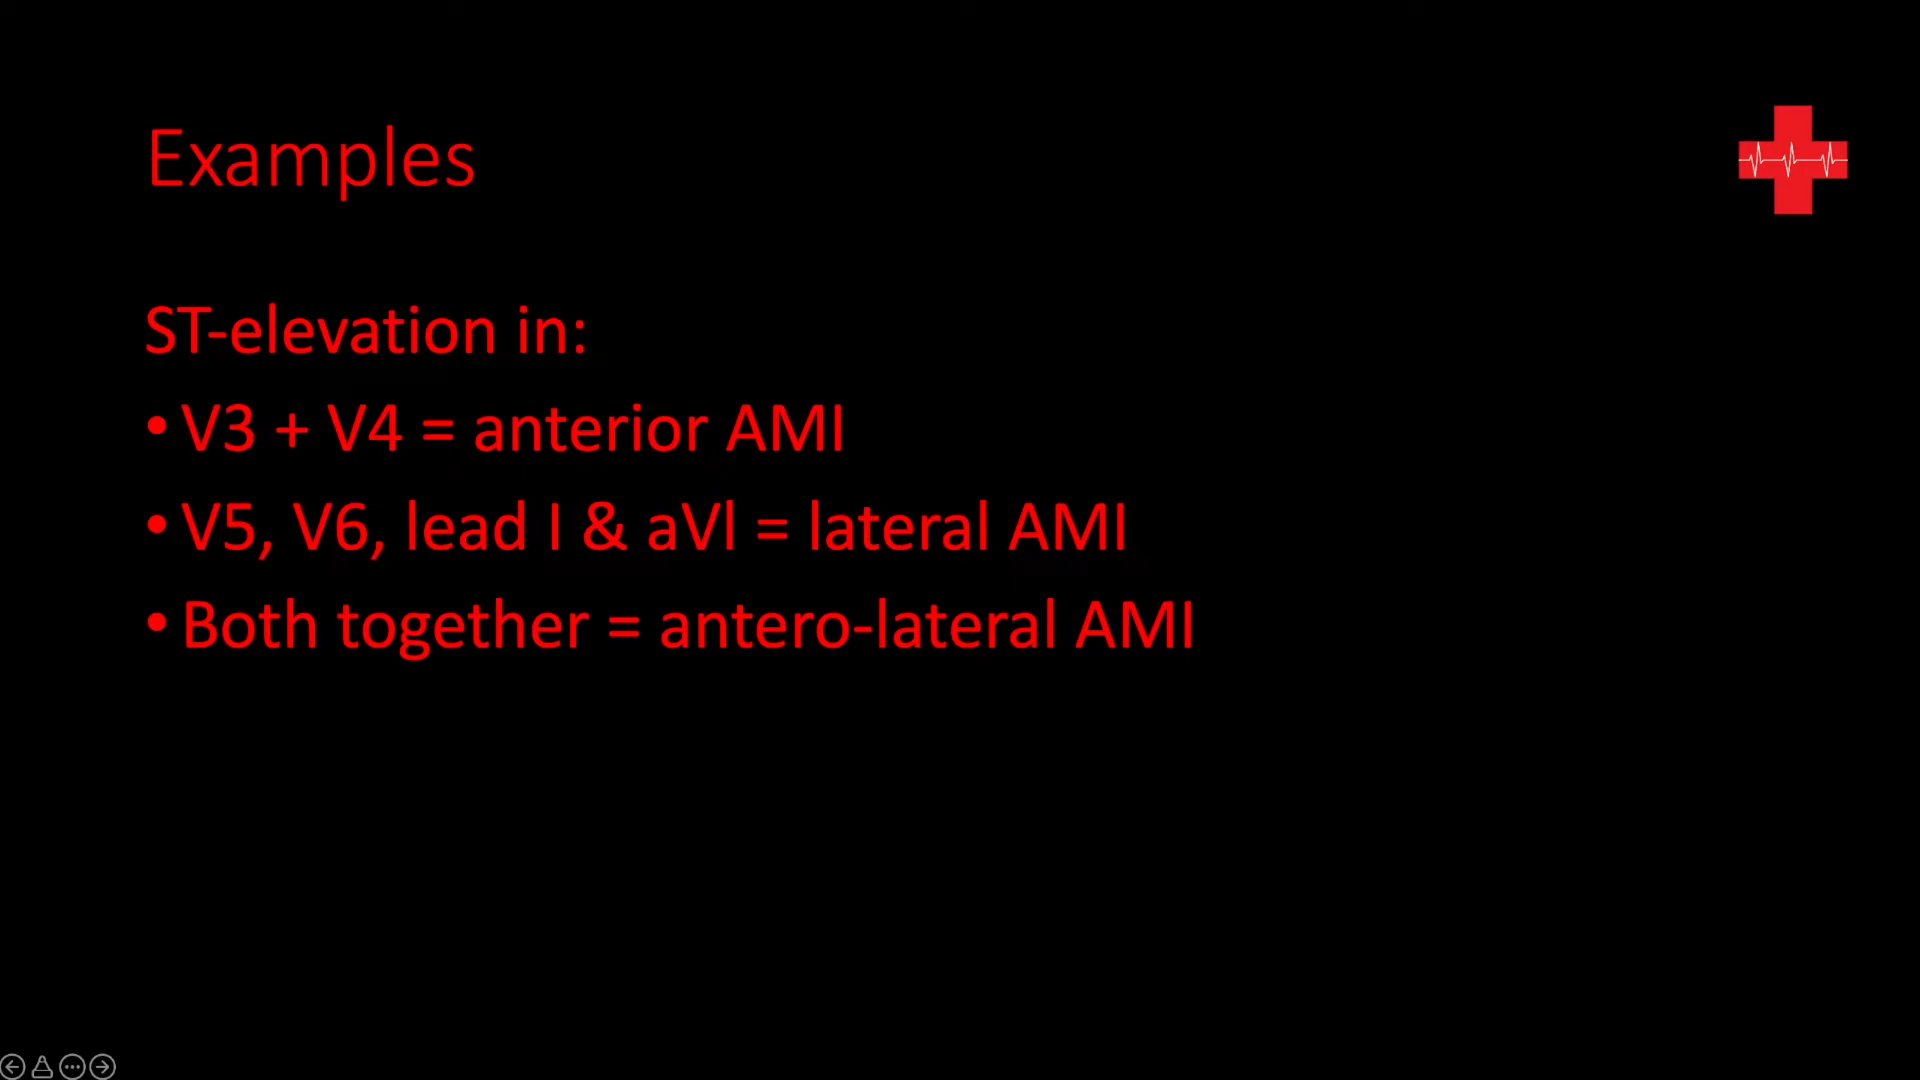 Examples
ST-elevation in:
• V3 + V4 = anterior AMI
• V5, V6, lead I & aVl = lateral AMI
• Both together = antero-lateral AMI